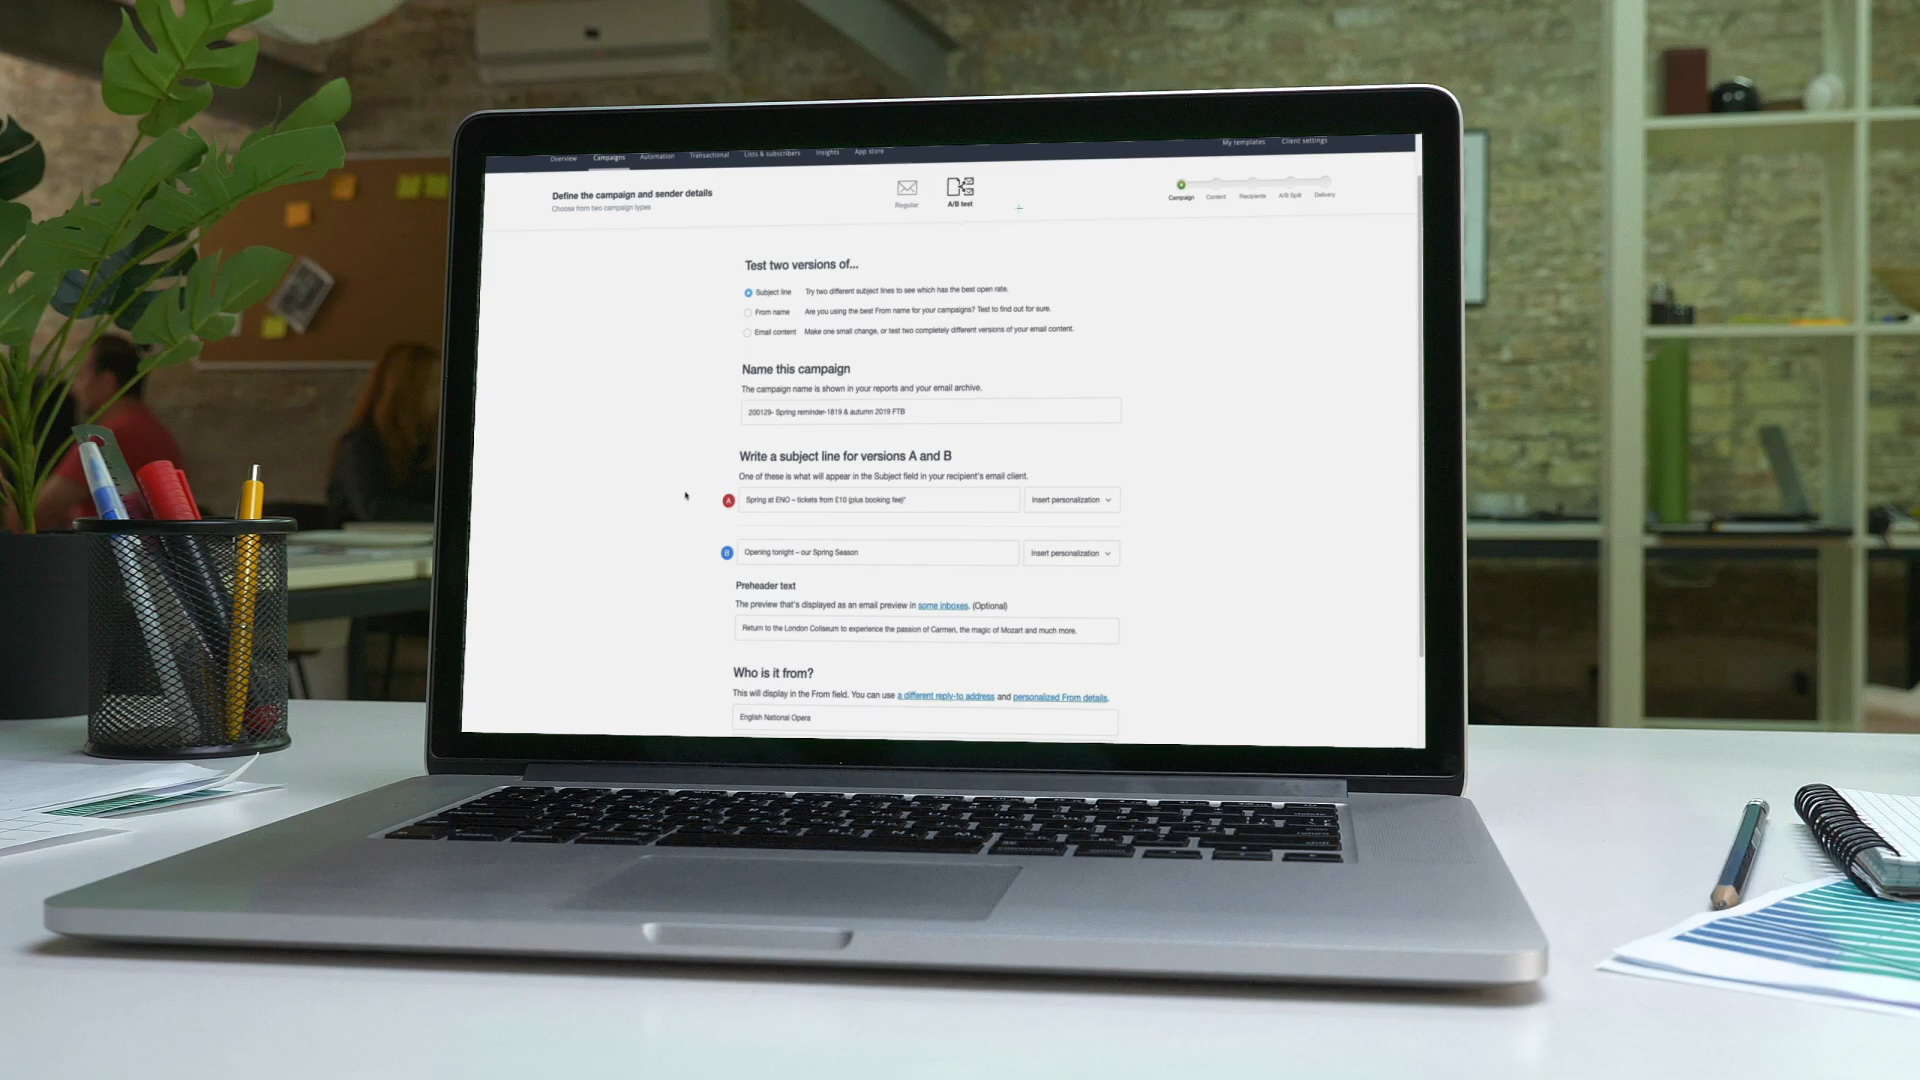 Overview Campaigns Automation Transactional Lists & subscribers Insights App store My templates Client settings
Define the campaign and sender details
Choose from two campaign types
Regular
A/B test
Campaign Content Recipients A/B Split Delivery
Test two versions of...
Subject line Try two different subject lines to see which has the best open rate.
From name Are you using the best From name for your campaigns? Test to find out for sure.
Email content Make one small change, or test two completely different versions of your email content.
Name this campaign
The campaign name is shown in your reports and your email archive.
200129- Spring reminder-1819 & autumn 2019 FTB
Write a subject line for versions A and B
One of these is what will appear in the Subject field in your recipient's email client.
A Spring at ENO – tickets from £10 (plus booking fee)* Insert personalization
B Opening tonight – our Spring Season Insert personalization
Preheader text
The preview that's displayed as an email preview in some inboxes. (Optional)
Return to the London Coliseum to experience the passion of Carmen, the magic of Mozart and much more.
Who is it from?
This will display in the From field. You can use a different reply-to address and personalized From details.
English National Opera